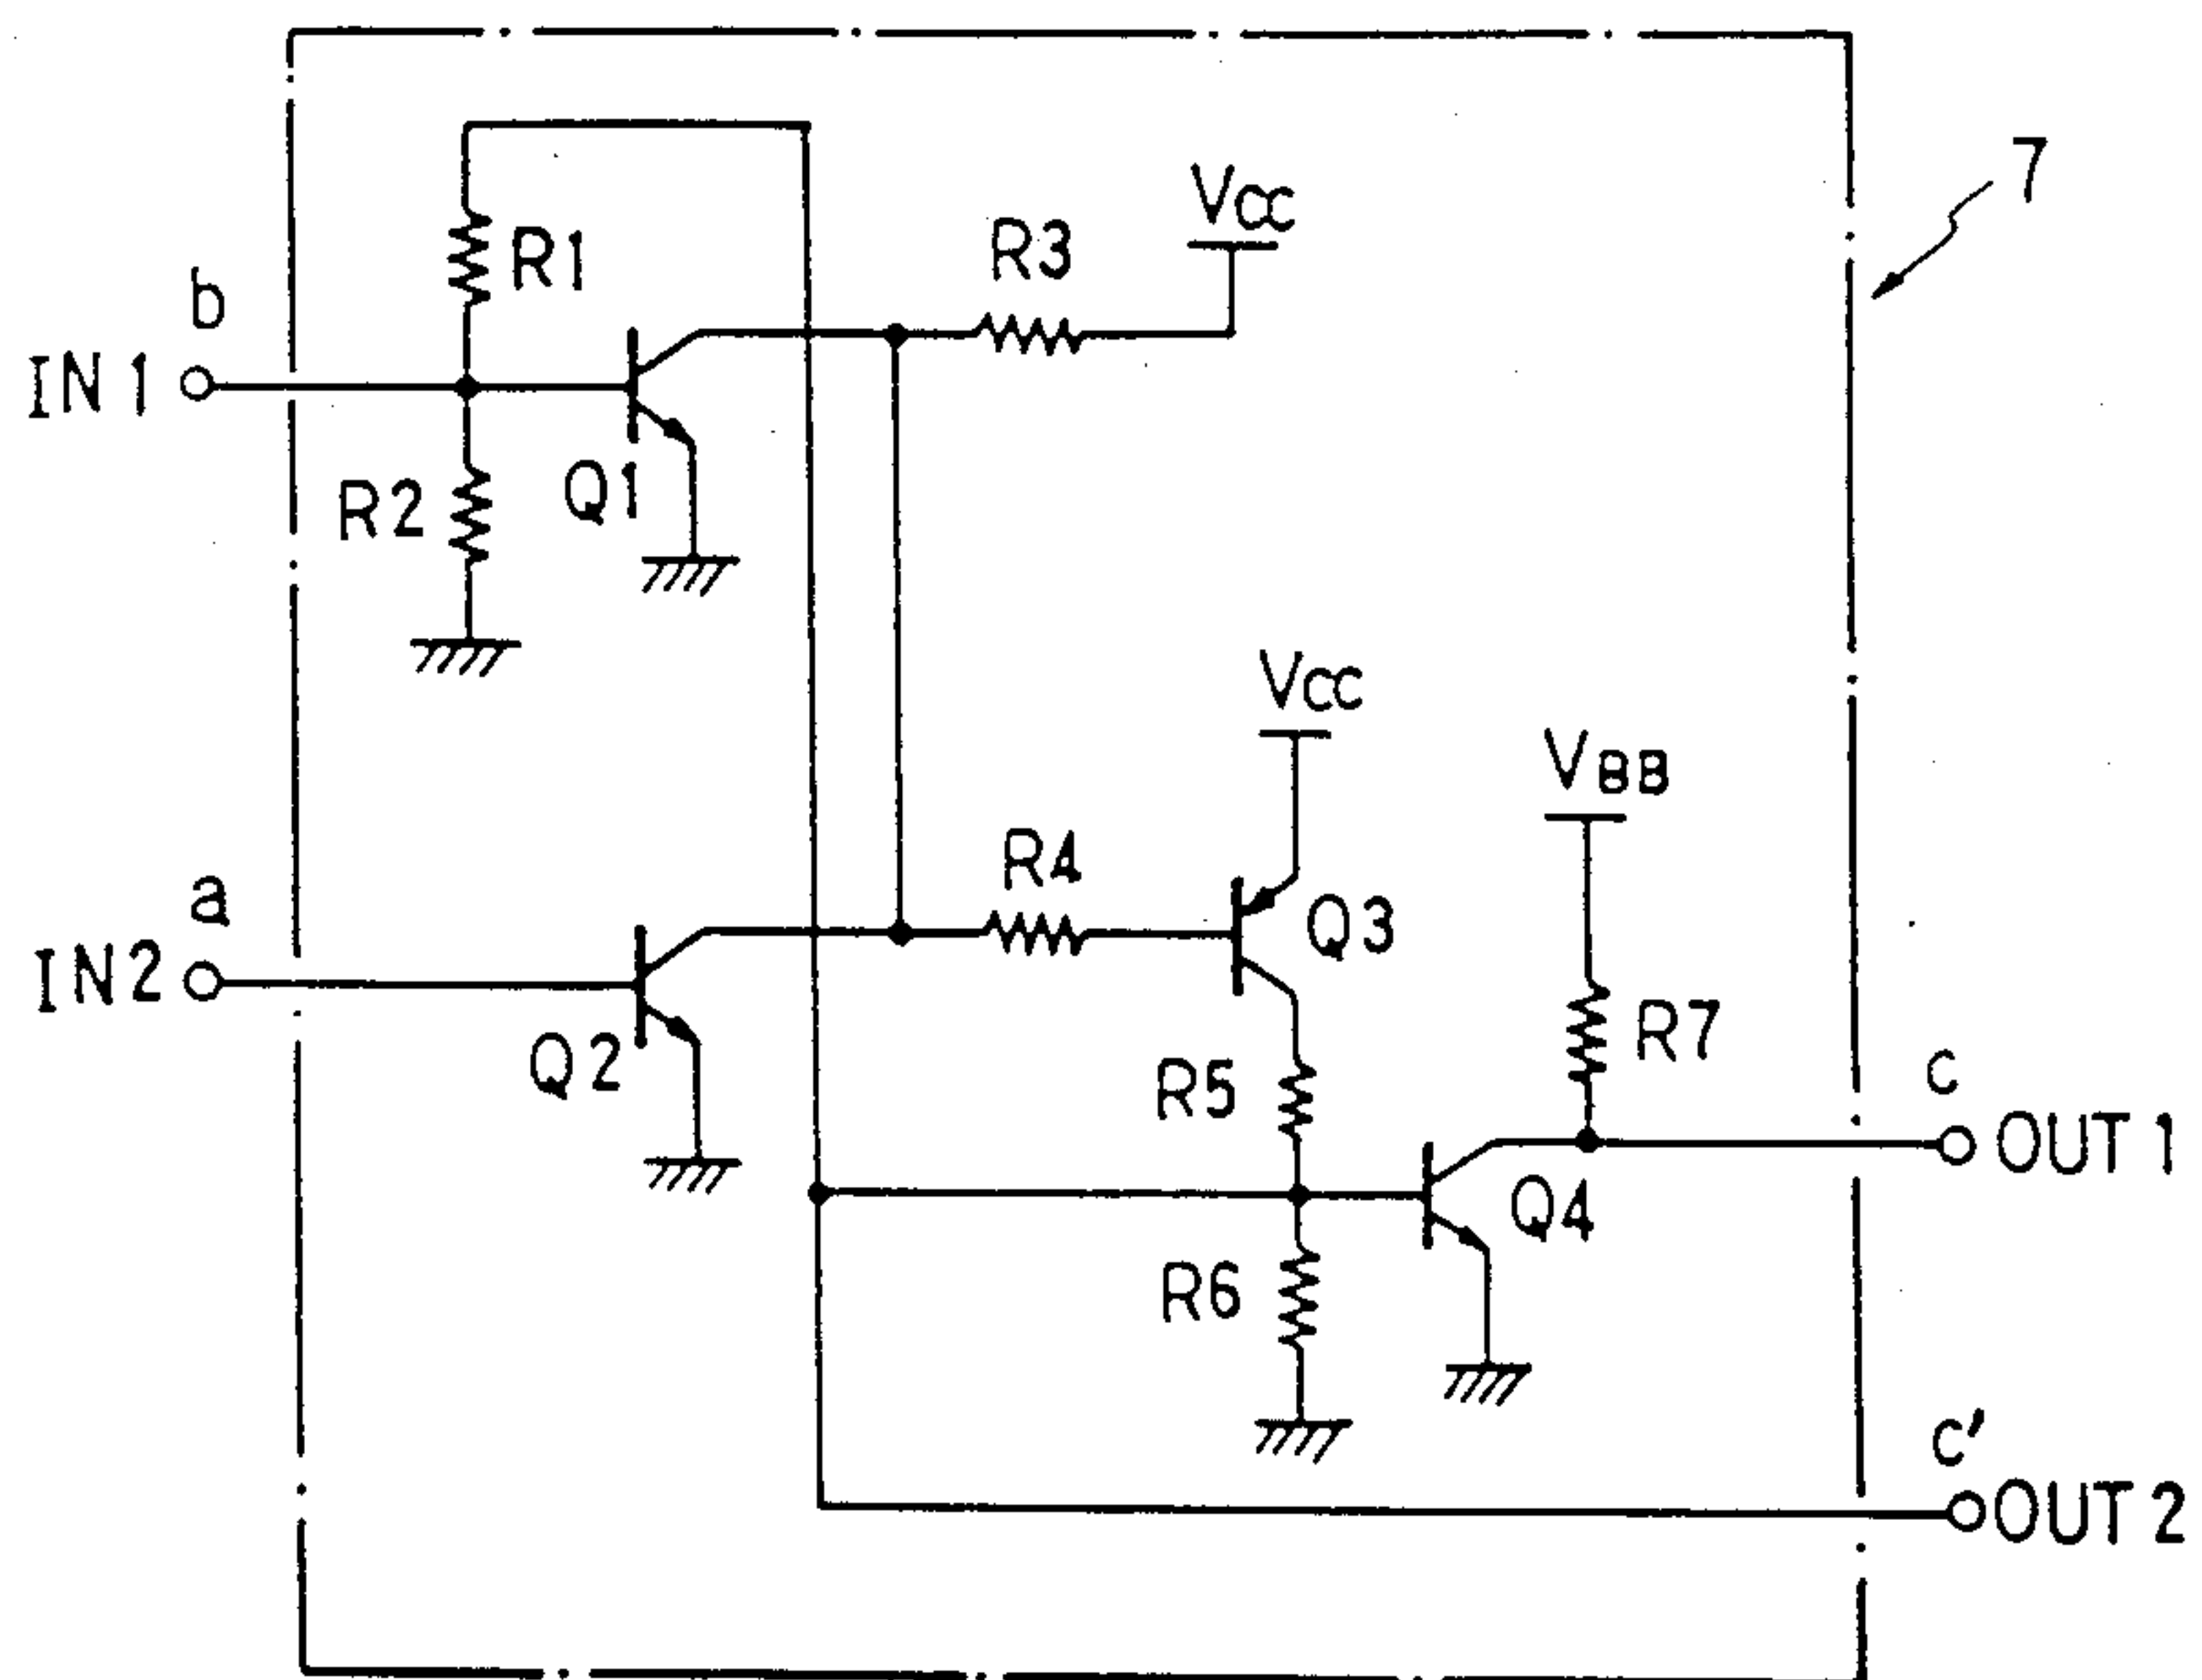 7
VCC
R3
R1
b
IN1
R2
Q1
VCC
VBB
R4
a
Q3
IN2
R7
Q2
R5
c
OUT1
Q4
R6
c'
OUT2